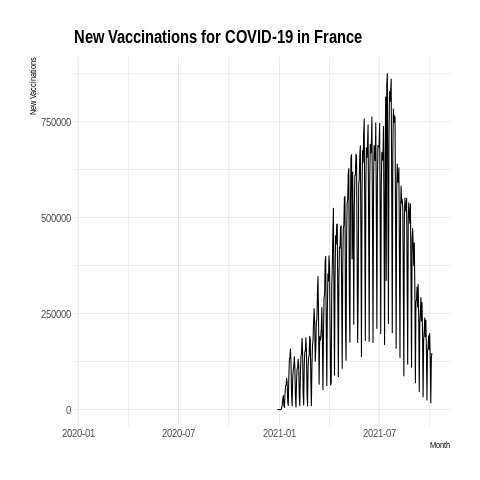 New Vaccinations for COVID-19 in France
New Vaccinations
750000
500000
250000
0
2020-01 2020-07 2021-01 2021-07
Month